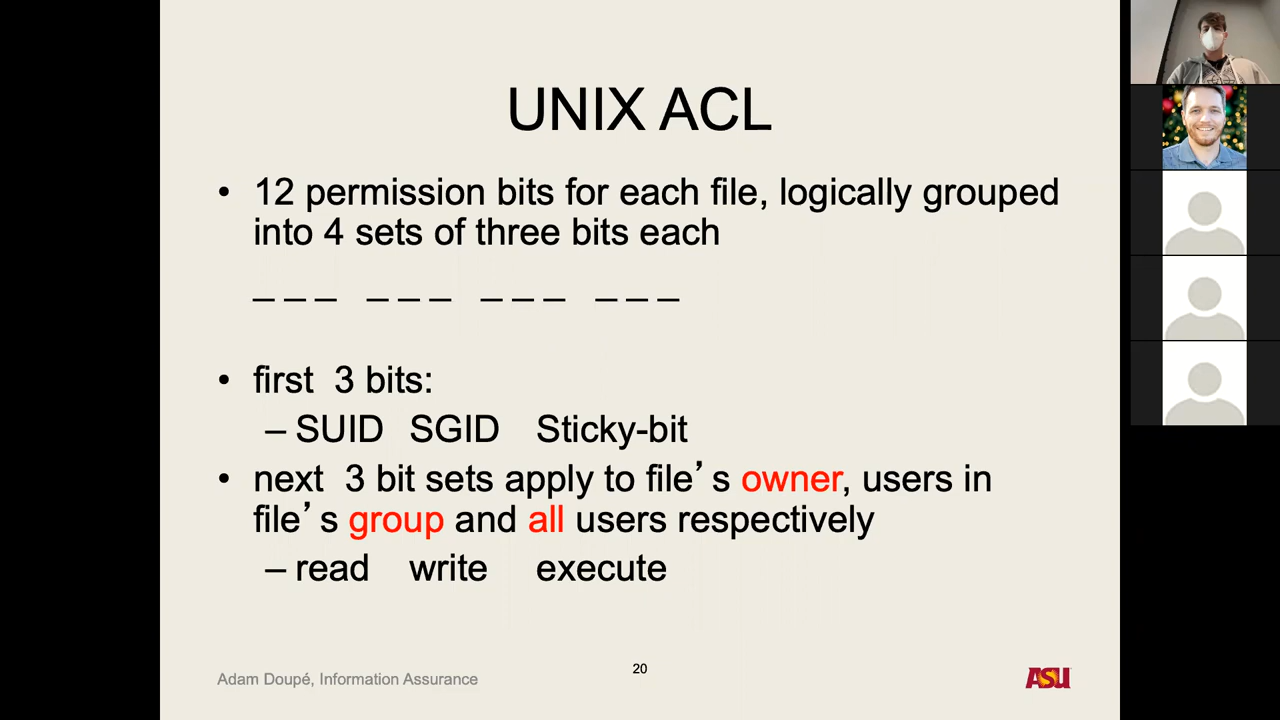 UNIX ACL
• 12 permission bits for each file, logically grouped
into 4 sets of three bits each
_ _ _ _ _ _ _ _ _ _ _ _
• first 3 bits:
– SUID SGID Sticky-bit
• next 3 bit sets apply to file’s owner, users in
file’s group and all users respectively
– read write execute
Adam Doupé, Information Assurance
20
ASU